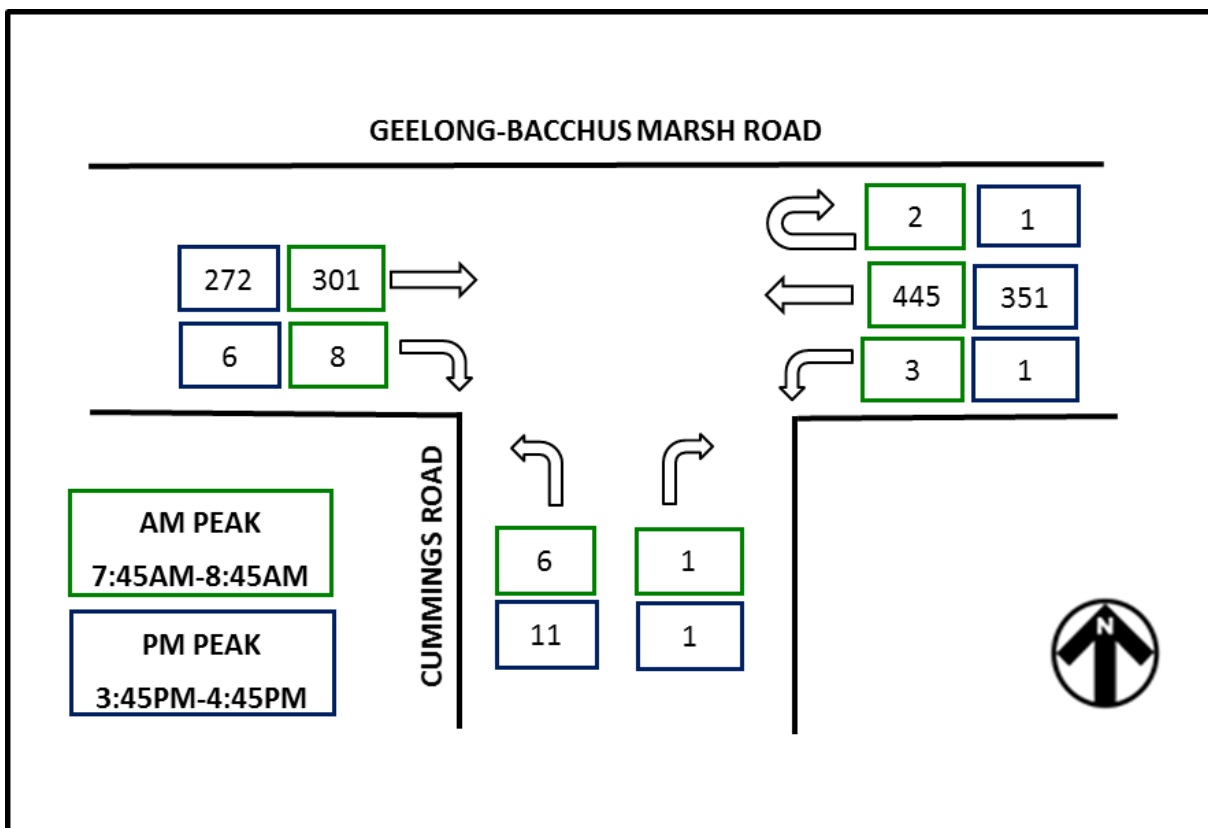 GEELONG-BACCHUS MARSH ROAD
2 1
272 301
445 351
6 8
3 1
CUMMINGS ROAD
AM PEAK
7:45AM-8:45AM
6 1
PM PEAK
3:45PM-4:45PM
11 1
N